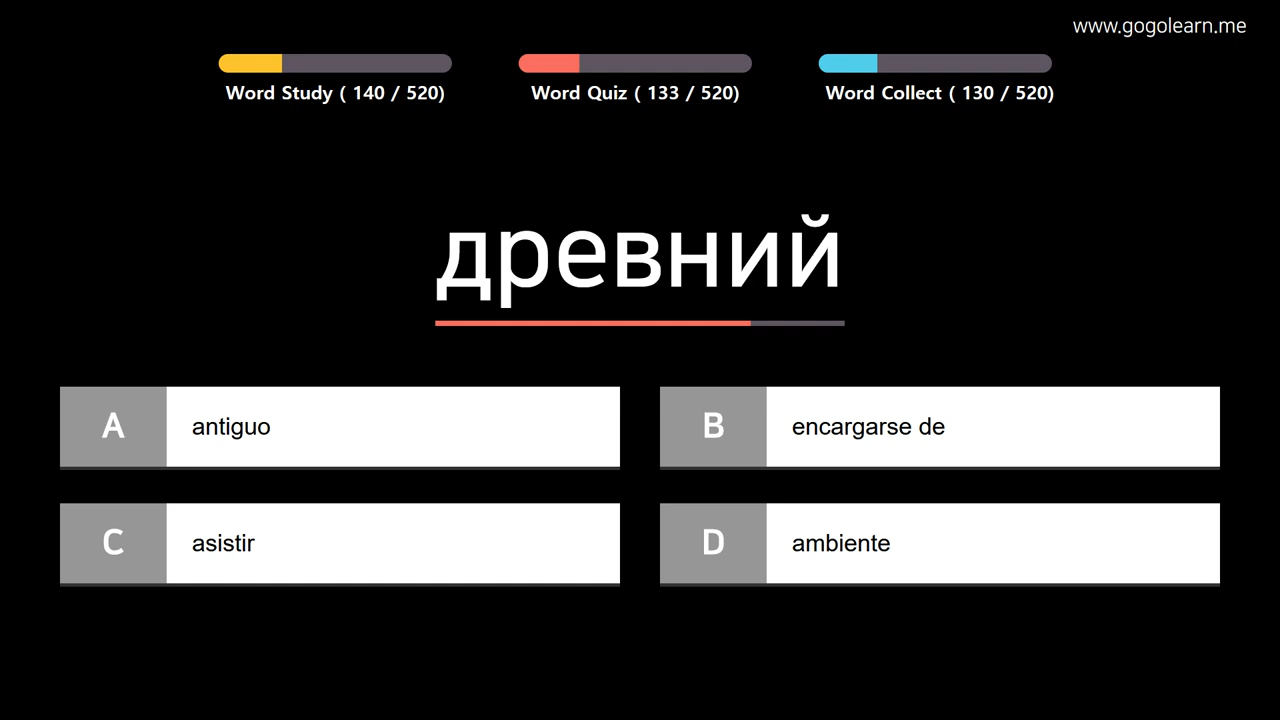 www.gogolearn.me
Word Study ( 140 / 520)
Word Quiz ( 133 / 520)
Word Collect ( 130 / 520)
древний
A antiguo
B encargarse de
C asistir
D ambiente